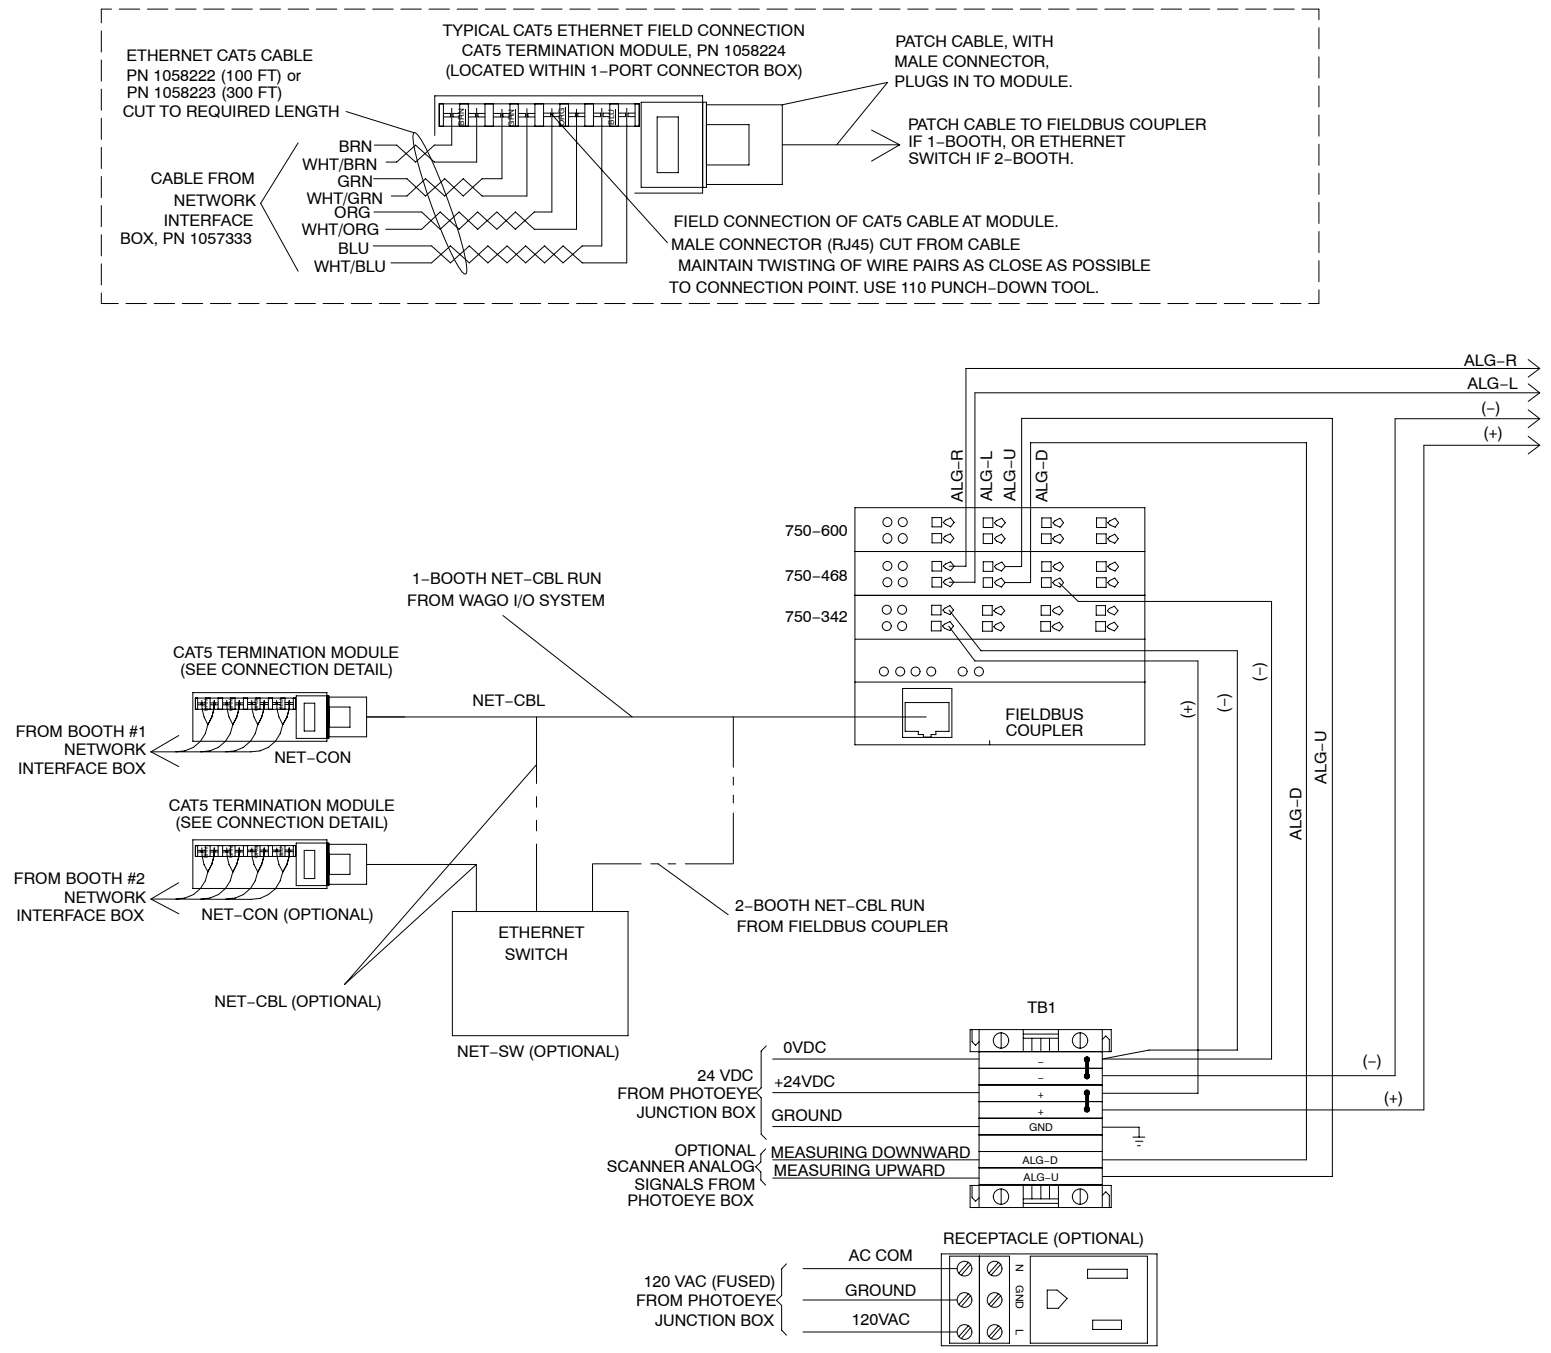 TYPICAL CAT5 ETHERNET FIELD CONNECTION
CAT5 TERMINATION MODULE, PN 1058224
(LOCATED WITHIN 1−PORT CONNECTOR BOX)
ETHERNET CAT5 CABLE
PN 1058222 (100 FT) or
PN 1058223 (300 FT)
CUT TO REQUIRED LENGTH
PATCH CABLE, WITH
MALE CONNECTOR,
PLUGS IN TO MODULE.
PATCH CABLE TO FIELDBUS COUPLER
IF 1−BOOTH, OR ETHERNET
SWITCH IF 2−BOOTH.
BRN
GRN
ORG
BLU
BRN
WHT/BRN
GRN
WHT/GRN
ORG
WHT/ORG
BLU
WHT/BLU
CABLE FROM
NETWORK
INTERFACE
BOX, PN 1057333
FIELD CONNECTION OF CAT5 CABLE AT MODULE.
MALE CONNECTOR (RJ45) CUT FROM CABLE
MAINTAIN TWISTING OF WIRE PAIRS AS CLOSE AS POSSIBLE
TO CONNECTION POINT. USE 110 PUNCH−DOWN TOOL.
ALG−R
ALG−L
(−)
(+)
ALG−R
ALG−L
ALG−U
ALG−D
750−600
750−468
750−342
FIELDBUS
COUPLER
1−BOOTH NET−CBL RUN
FROM WAGO I/O SYSTEM
CAT5 TERMINATION MODULE
(SEE CONNECTION DETAIL)
NET−CBL
FROM BOOTH #1
NETWORK
INTERFACE BOX
NET−CON
CAT5 TERMINATION MODULE
(SEE CONNECTION DETAIL)
FROM BOOTH #2
NETWORK
INTERFACE BOX
NET−CON (OPTIONAL)
2−BOOTH NET−CBL RUN
FROM FIELDBUS COUPLER
ETHERNET
SWITCH
NET−CBL (OPTIONAL)
NET−SW (OPTIONAL)
(+)
(−)
(−)
ALG−D
ALG−U
TB1
0VDC
+24VDC
GROUND
24 VDC
FROM PHOTOEYE
JUNCTION BOX
−
−
+
+
GND
ALG−D
ALG−U
(−)
(+)
OPTIONAL
SCANNER ANALOG
SIGNALS FROM
PHOTOEYE BOX
MEASURING DOWNWARD
MEASURING UPWARD
RECEPTACLE (OPTIONAL)
AC COM
GROUND
120VAC
120 VAC (FUSED)
FROM PHOTOEYE
JUNCTION BOX
N
GND
L